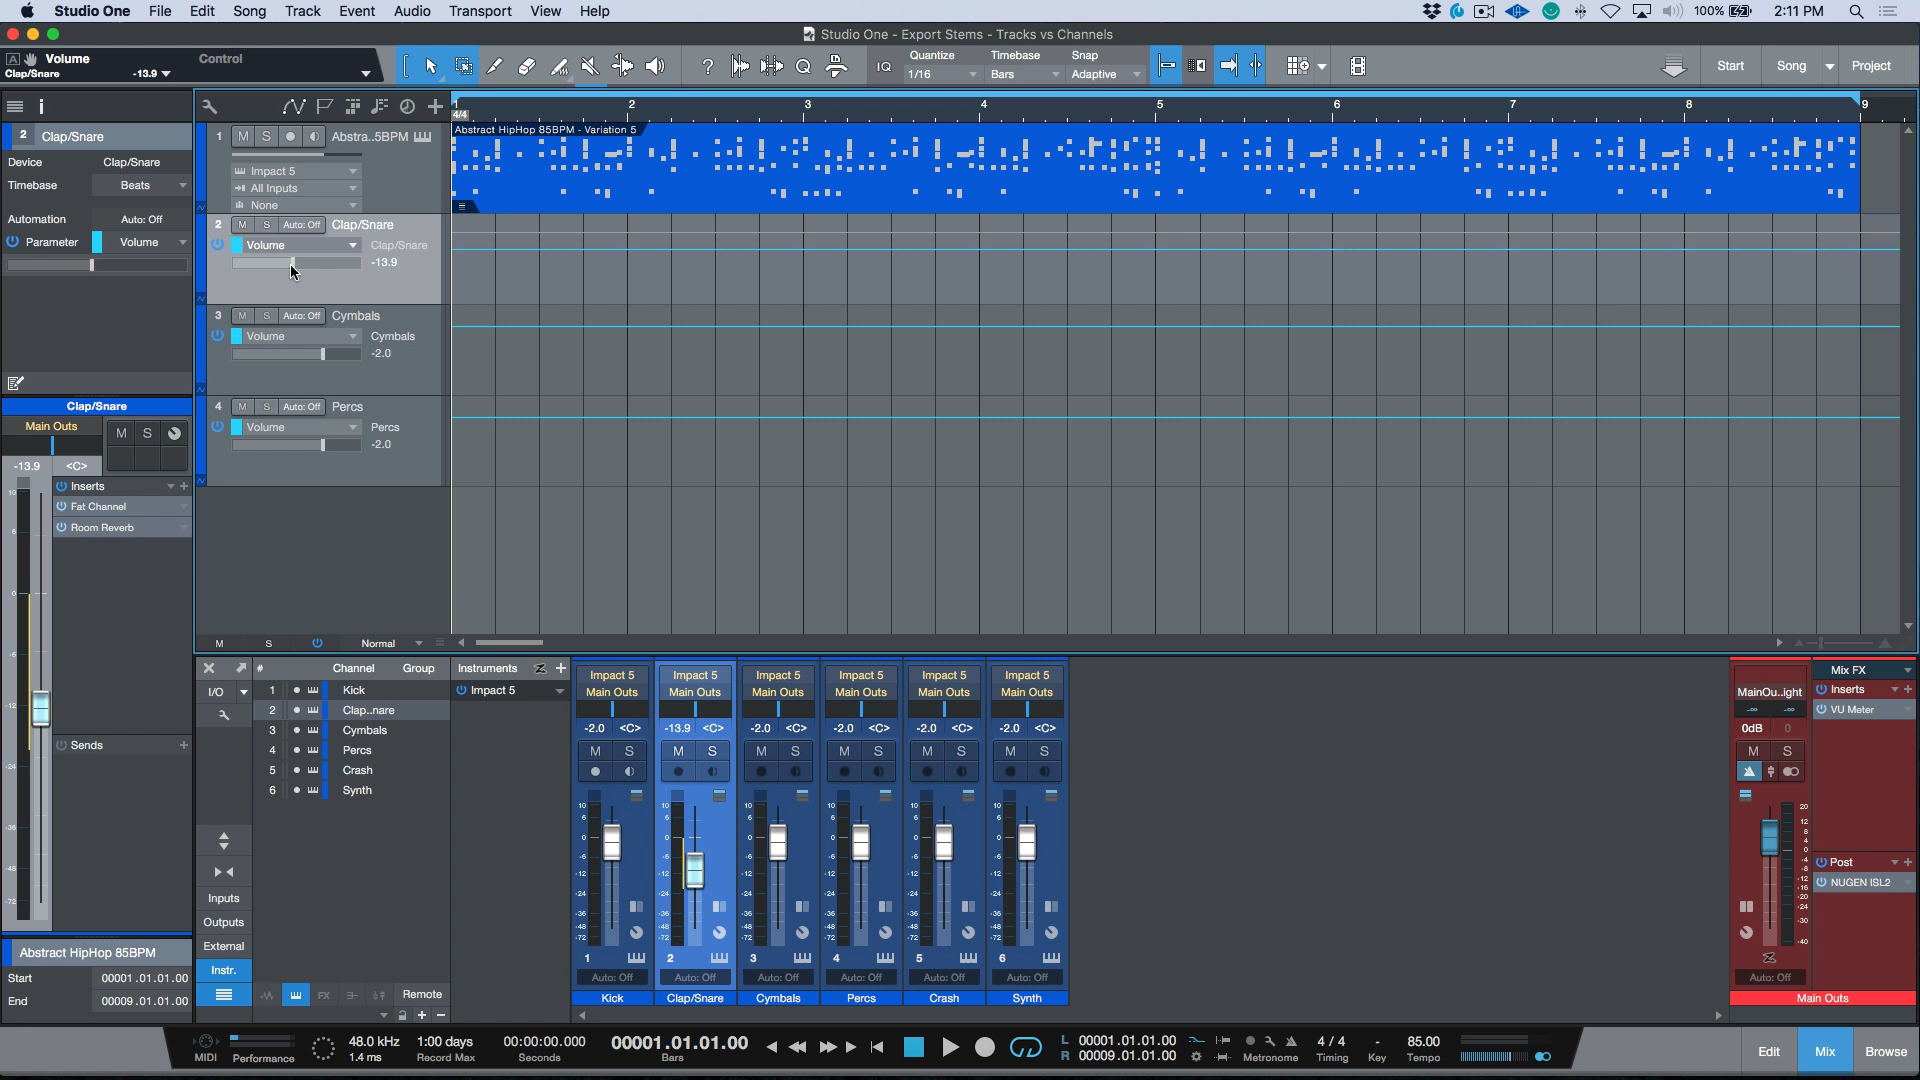 Studio One File Edit Song Track Event Audio Transport View Help 100% 2:11 PM
Studio One - Export Stems - Tracks vs Channels
Volume Control
Clap/Snare -13.9
IQ Quantize Timebase Snap Start Song Project
1/16 Bars Adaptive
2 Clap/Snare
Device Clap/Snare
Timebase Beats
Automation Auto: Off
Parameter Volume
1 2 3 4 5 6 7 8 9
4/4
1 M S Abstra..5BPM
Impact 5
All Inputs
None
Abstract HipHop 85BPM - Variation 5
2 M S Auto: Off Clap/Snare
Volume Clap/Snare
-13.9
3 M S Auto: Off Cymbals
Volume Cymbals
-2.0
4 M S Auto: Off Percs
Volume Percs
-2.0
M S Normal
Clap/Snare
Main Outs M S
-13.9 <C>
Inserts
Fat Channel
Room Reverb
Sends
Abstract HipHop 85BPM
Start 00001.01.01.00
End 00009.01.01.00
# Channel Group
I/O
1 Kick
2 Clap..nare
3 Cymbals
4 Percs
5 Crash
6 Synth
Inputs
Outputs
External
Instr.
FX Remote
Instruments
Impact 5
Impact 5 Impact 5 Impact 5 Impact 5 Impact 5 Impact 5
Main Outs Main Outs Main Outs Main Outs Main Outs Main Outs
-2.0 <C> -13.9 <C> -2.0 <C> -2.0 <C> -2.0 <C> -2.0 <C>
M S M S M S M S M S M S
1 2 3 4 5 6
Auto: Off Auto: Off Auto: Off Auto: Off Auto: Off Auto: Off
Kick Clap/Snare Cymbals Percs Crash Synth
MainOu..ight
0dB 0
M S
Auto: Off
Main Outs
Mix FX
Inserts
VU Meter
Post
NUGEN ISL2
MIDI Performance
48.0 kHz 1:00 days 00:00:00.000 00001.01.01.00
1.4 ms Record Max Seconds Bars
L 00001.01.01.00
R 00009.01.01.00
Metronome
4 / 4 - 85.00
Timing Key Tempo
Edit Mix Browse